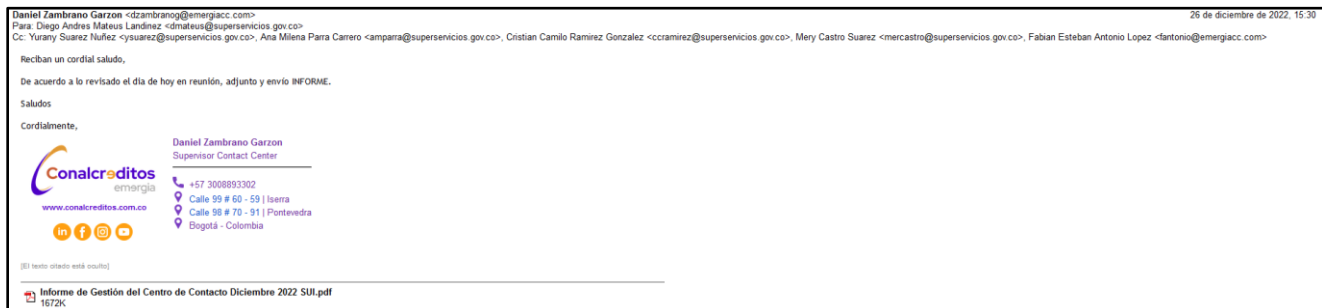 Daniel Zambrano Garzon <dzambranog@emergiacc.com> 26 de diciembre de 2022, 15:30
Para: Diego Andres Mateus Landinez <dmateus@superservicios.gov.co>
Cc: Yurany Suarez Nuñez <ysuarez@superservicios.gov.co>, Ana Milena Parra Carrero <amparra@superservicios.gov.co>, Cristian Camilo Ramirez Gonzalez <ccramirez@superservicios.gov.co>, Mery Castro Suarez <mercastro@superservicios.gov.co>, Fabian Esteban Antonio Lopez <fantonio@emergiacc.com>
Reciban un cordial saludo,
De acuerdo a lo revisado el día de hoy en reunión, adjunto y envío INFORME.
Saludos
Cordialmente,
Conalcreditos
emergia
www.conalcreditos.com.co
Daniel Zambrano Garzon
Supervisor Contact Center
+57 3008893302
Calle 99 # 60 - 59 | Iserra
Calle 98 # 70 - 91 | Pontevedra
Bogotá - Colombia
[El texto citado está oculto]
Informe de Gestión del Centro de Contacto Diciembre 2022 SUI.pdf
1672K